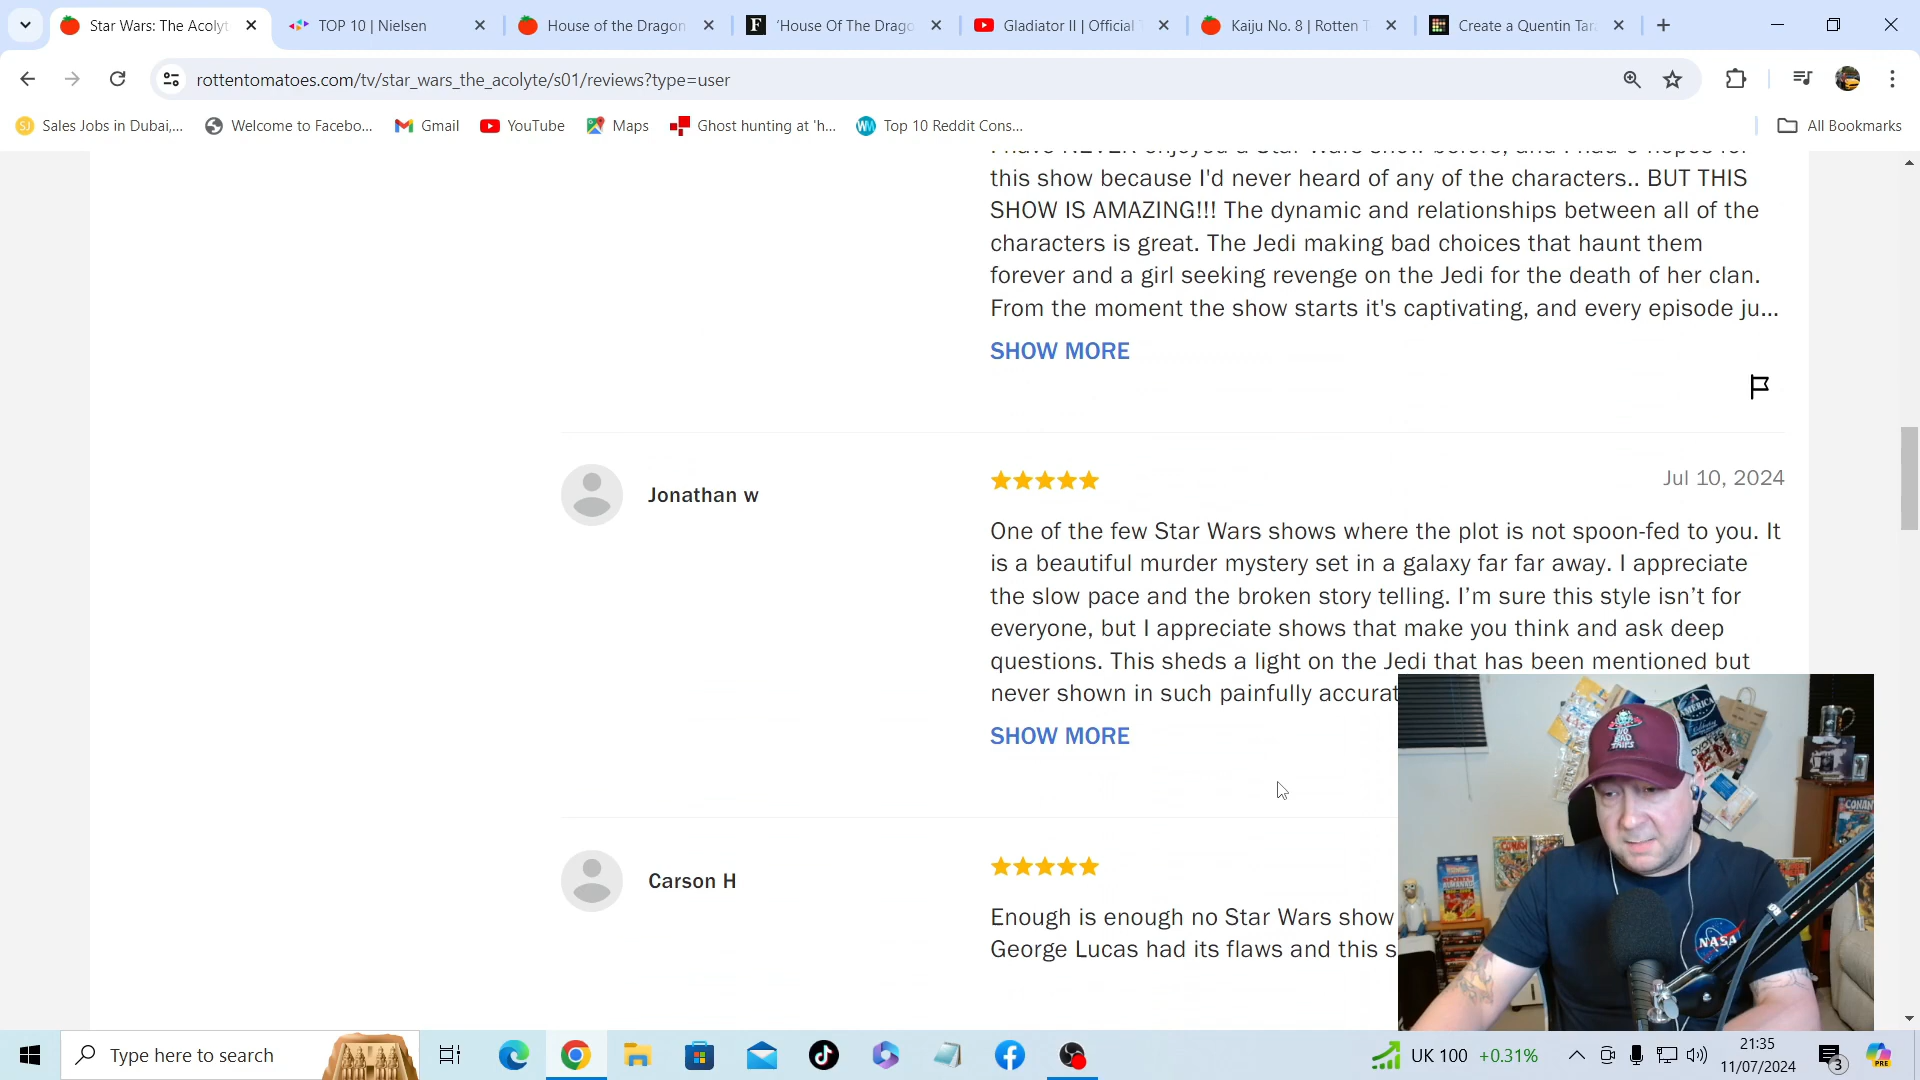 Star Wars: The Acolyt
TOP 10 | Nielsen
House of the Dragon
'House Of The Drago
Gladiator II | Official
Kaiju No. 8 | Rotten T
Create a Quentin Tara
rottentomatoes.com/tv/star_wars_the_acolyte/s01/reviews?type=user
Sales Jobs in Dubai,...
Welcome to Facebo...
Gmail
YouTube
Maps
Ghost hunting at 'h...
Top 10 Reddit Cons...
All Bookmarks
this show because I'd never heard of any of the characters.. BUT THIS
SHOW IS AMAZING!!! The dynamic and relationships between all of the
characters is great. The Jedi making bad choices that haunt them
forever and a girl seeking revenge on the Jedi for the death of her clan.
From the moment the show starts it's captivating, and every episode ju...
SHOW MORE
Jonathan w
Jul 10, 2024
One of the few Star Wars shows where the plot is not spoon-fed to you. It
is a beautiful murder mystery set in a galaxy far far away. I appreciate
the slow pace and the broken story telling. I'm sure this style isn't for
everyone, but I appreciate shows that make you think and ask deep
questions. This sheds a light on the Jedi that has been mentioned but
never shown in such painfully accurat
SHOW MORE
Carson H
Enough is enough no Star Wars show
George Lucas had its flaws and this s
NO
BAD
TRIPS
AMERICA
CONAN
SPORTS
ALMANAC
NASA
Type here to search
UK 100 +0.31%
21:35
11/07/2024
3
PRE